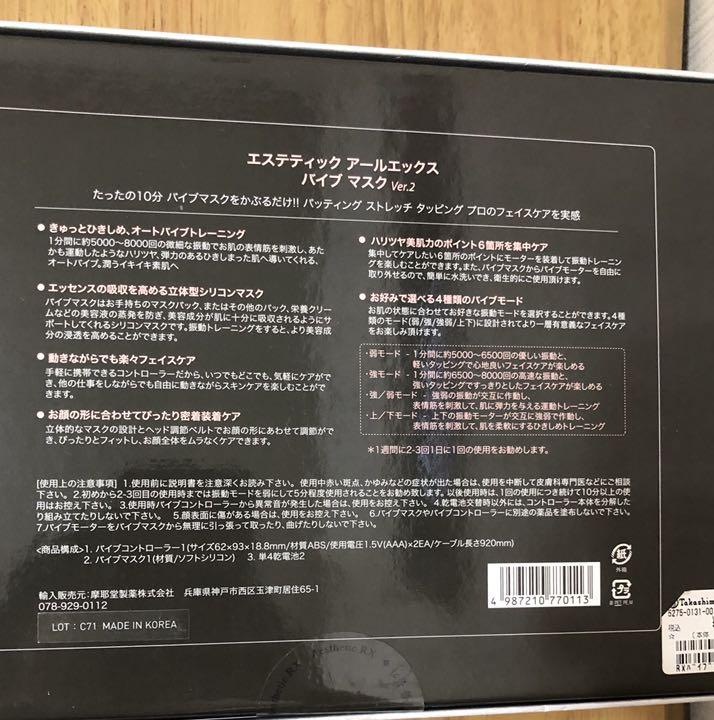 エステティック アールエックス
バイブ マスク Ver.2
たったの10分 バイブマスクをかぶるだけ!! パッティング ストレッチ タッピング プロのフェイスケアを実感
● きゅっとひきしめ、オートバイブトレーニング
1分間に約5000〜8000回の微細な振動でお肌の表情筋を刺激し、あた
かも運動したようなハリツヤ、弾力のあるひきしまった肌へ導いてくれる、
オートバイブ。潤うイキイキ素肌へ
● エッセンスの吸収を高める立体型シリコンマスク
バイブマスクはお手持ちのマスクパック、またはその他のパック、栄養クリー
ムなどの美容液の蒸発を防ぎ、美容成分が肌に十分に吸収されるようにサ
ポートしてくれるシリコンマスクです。振動トレーニングをすると、より美容成
分の浸透を高めることができます。
● 動きながらでも楽々フェイスケア
手軽に携帯できるコントローラーだから、いつでもどこでも、気軽にケアがで
き、他の仕事をしながらでも自由に動きながらスキンケアを楽しむことがで
きます。
● お顔の形に合わせてぴったり密着装着ケア
立体的なマスクの設計とヘッド調節ベルトでお顔の形にあわせて調節がで
き、ぴったりとフィットし、お顔全体をムラなくケアできます。
● ハリツヤ美肌力のポイント6箇所を集中ケア
集中してケアしたい6箇所のポイントにモーターを装着して振動トレーニン
グを楽しむことができます。また、バイブマスクからバイブモーターを自由に
取り外せるので、簡単に水洗いでき、衛生的にご使用頂けます。
● お好みで選べる4種類のバイブモード
お肌の状態に合わせてお好きな振動モードを選択することができます。4種
類のモード(弱/強/強弱/上下)に設計されてより一層有意義なフェイスケア
をお楽しみ頂けます。
・弱モード - 1分間に約5000〜6500回の優しい振動と、
軽いタッピングで心地良いフェイスケアが楽しめる
・強モード - 1分間に約6500〜8000回の高速な振動と、
強いタッピングですっきりとしたフェイスケアが楽しめる
・強/弱モード - 強弱の振動が交互に作動し、
表情筋を刺激して、肌に弾力を与える運動トレーニング
・上/下モード - 上下の振動モーターが交互に強弱で作動し、
表情筋を刺激して、肌を柔軟にするひきしめトレーニング
*1週間に2-3回1日に1回の使用をお勧めします。
[使用上の注意事項] 1.使用前に説明書を注意深くお読み下さい。 使用中赤い斑点、かゆみなどの症状が出た場合は、使用を中断して皮膚科専門医などにご相談
下さい。2.初めから2-3回目の使用時までは振動モードを弱にして5分程度使用されることをお勧め致します。以後使用時は、1回の使用につき続けて10分以上の使
用はお控え下さい。 3.使用時バイブコントローラーから異常音が発生した場合は、使用をお控え下さい。 4.乾電池交替時以外には、コントローラー本体を分解した
り組み立てたりしないで下さい。 5.顔表面に傷がある場合は、使用をお控え下さい。 6.バイブマスクやバイブコントローラーに別途の薬品を塗布しないで下さい。
7.バイブモーターをバイブマスクから無理に引っ張って取ったり、曲げたりしないで下さい。
<商品構成> 1. バイブコントローラー1(サイズ62×93×18.8mm/材質ABS/使用電圧1.5V(AAA)×2EA/ケーブル長さ920mm)
2. バイブマスク1(材質/ソフトシリコン) 3. 単4乾電池2
輸入販売元: 摩耶堂製薬株式会社 兵庫県神戸市西区玉津町居住65-1
078-929-0112
LOT : C71 MADE IN KOREA
4 987210 770113
紙
外箱
Aesthetic RX
Takashim
5275-0131-00
税込
☆ (本体
RXバイブ